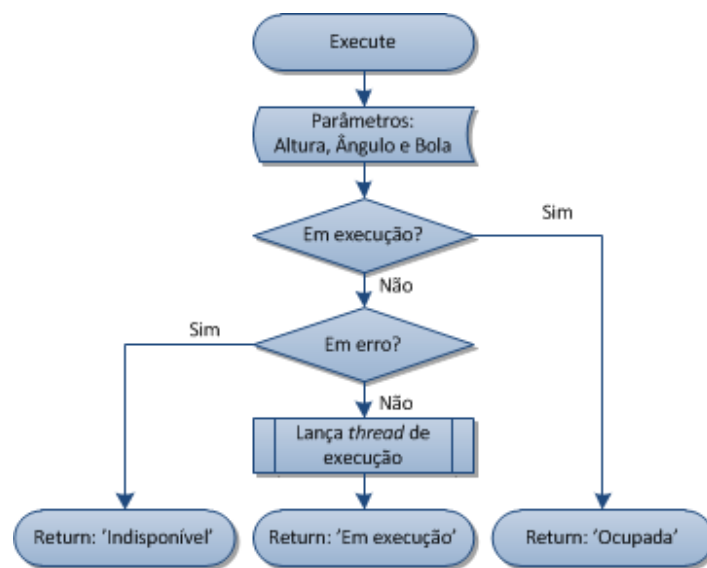 Execute
Parâmetros:
Altura, Ângulo e Bola
Sim
Em execução?
Não
Sim
Em erro?
Não
Lança thread de
execução
Return: 'Indisponível'
Return: 'Em execução'
Return: 'Ocupada'